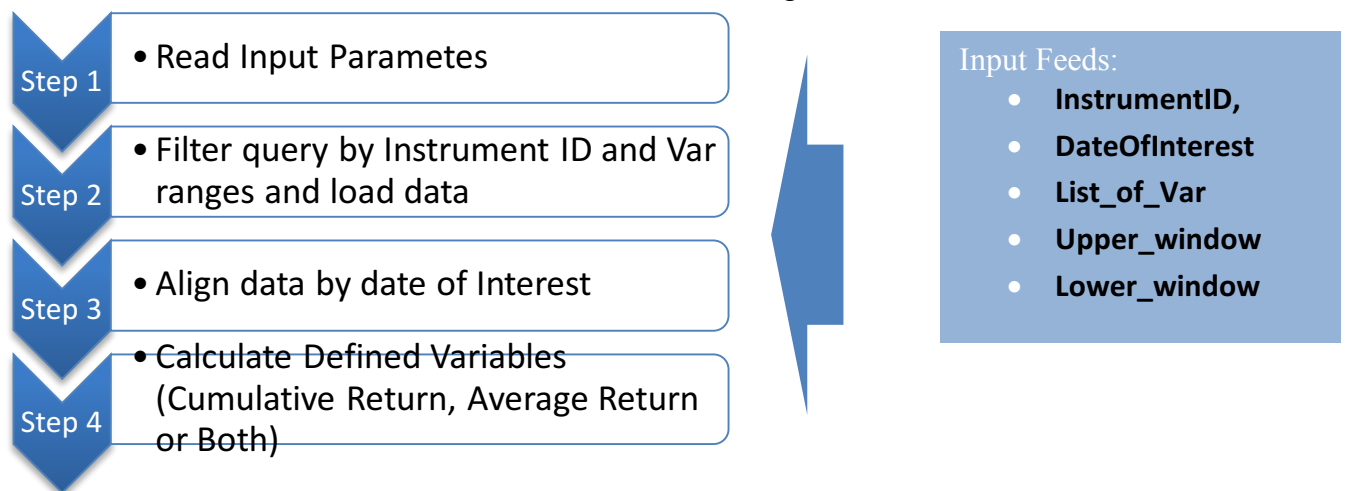 Step 1
• Read Input Parametes
Step 2
• Filter query by Instrument ID and Var
ranges and load data
Step 3
• Align data by date of Interest
Step 4
• Calculate Defined Variables
(Cumulative Return, Average Return
or Both)
Input Feeds:
• InstrumentID,
• DateOfInterest
• List_of_Var
• Upper_window
• Lower_window